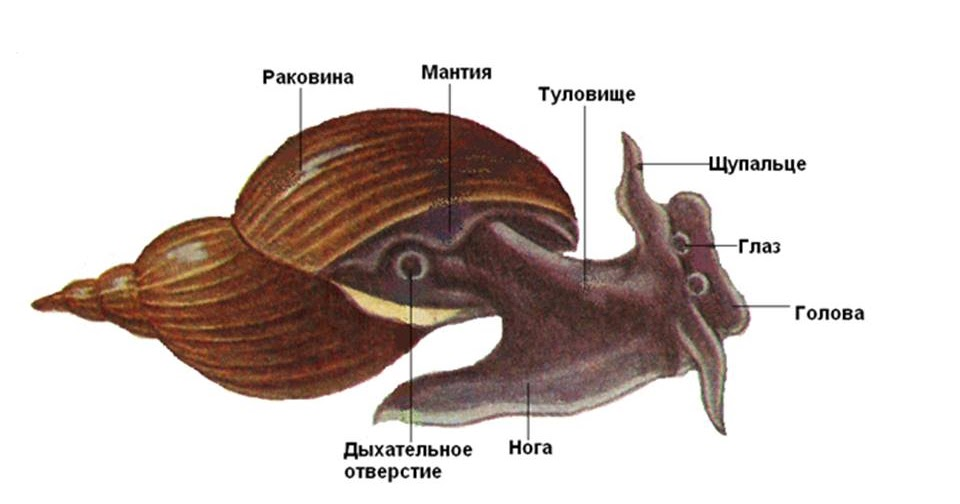 Раковина
Мантия
Туловище
Щупальце
Глаз
Голова
Дыхательное
отверстие
Нога